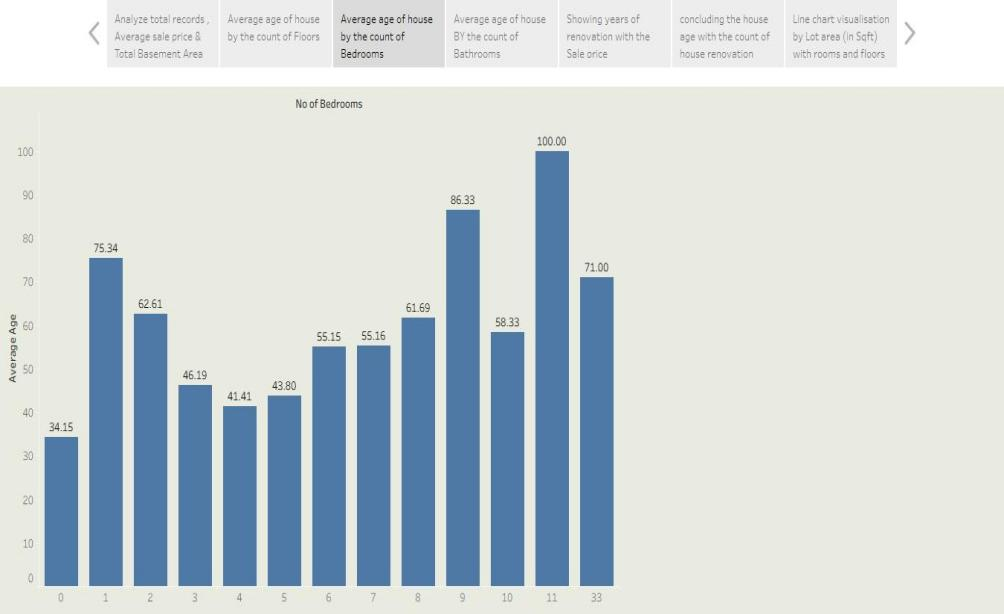 Analyze total records ,
Average sale price &
Total Basement Area
Average age of house
by the count of Floors
Average age of house
by the count of
Bedrooms
Average age of house
BY the count of
Bathrooms
Showing years of
renovation with the
Sale price
concluding the house
age with the count of
house renovation
Line chart visualisation
by Lot area (in Sqft)
with rooms and floors
No of Bedrooms
Average Age
100
90
80
70
60
50
40
30
20
10
0
34.15
75.34
62.61
46.19
41.41
43.80
55.15
55.16
61.69
86.33
58.33
100.00
71.00
0 1 2 3 4 5 6 7 8 9 10 11 33